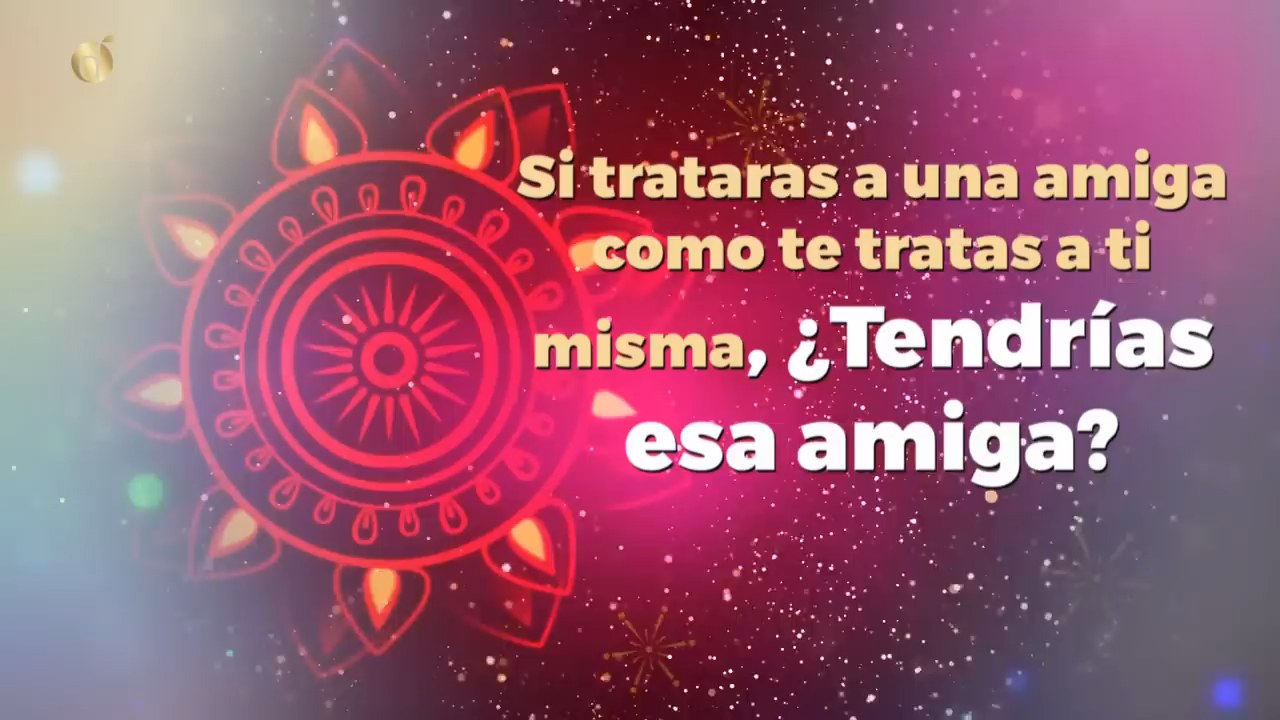 Si trataras a una amiga
como te tratas a ti
misma, ¿Tendrías
esa amiga?